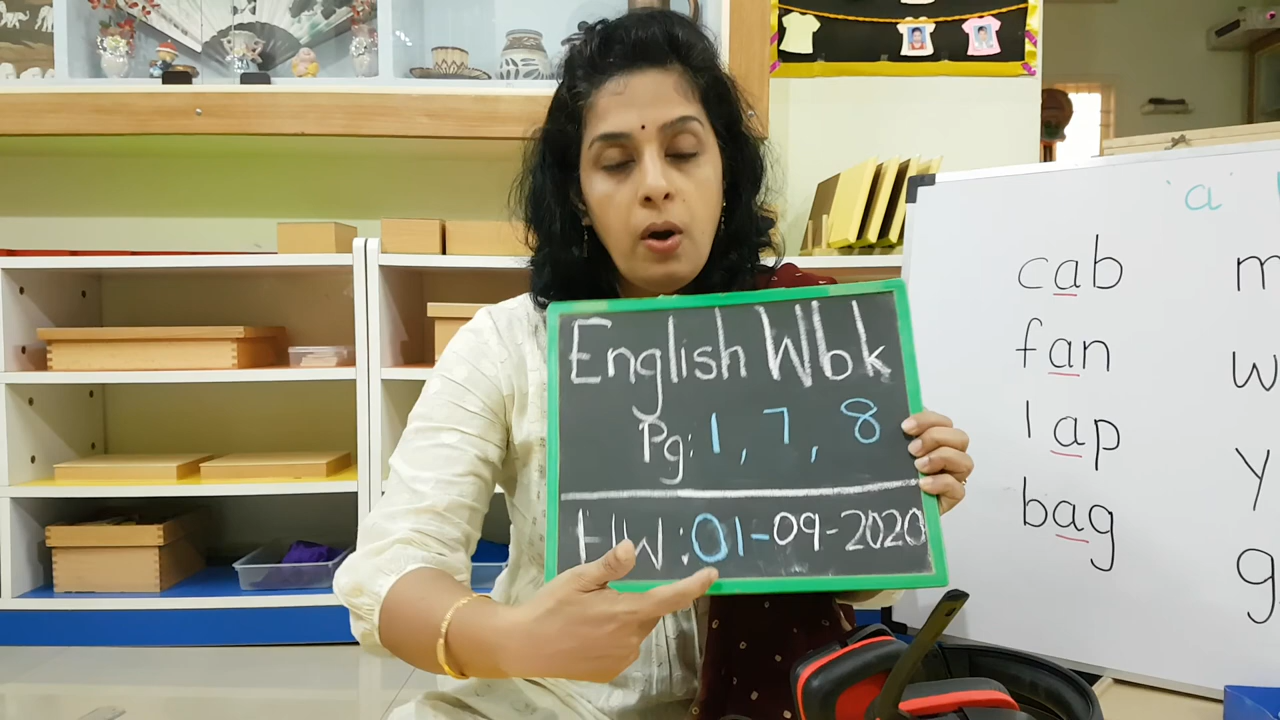 English Wbk
Pg: 1, 7, 8
HW: 01-09-2020
'a'
cab
fan
lap
bag
m
w
y
g